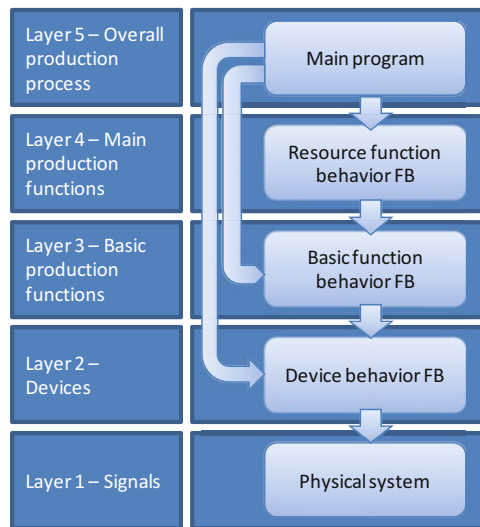 Layer 5 – Overall
production
process
Main program
Layer 4 – Main
production
functions
Resource function
behavior FB
Layer 3 – Basic
production
functions
Basic function
behavior FB
Layer 2 –
Devices
Device behavior FB
Layer 1 – Signals
Physical system